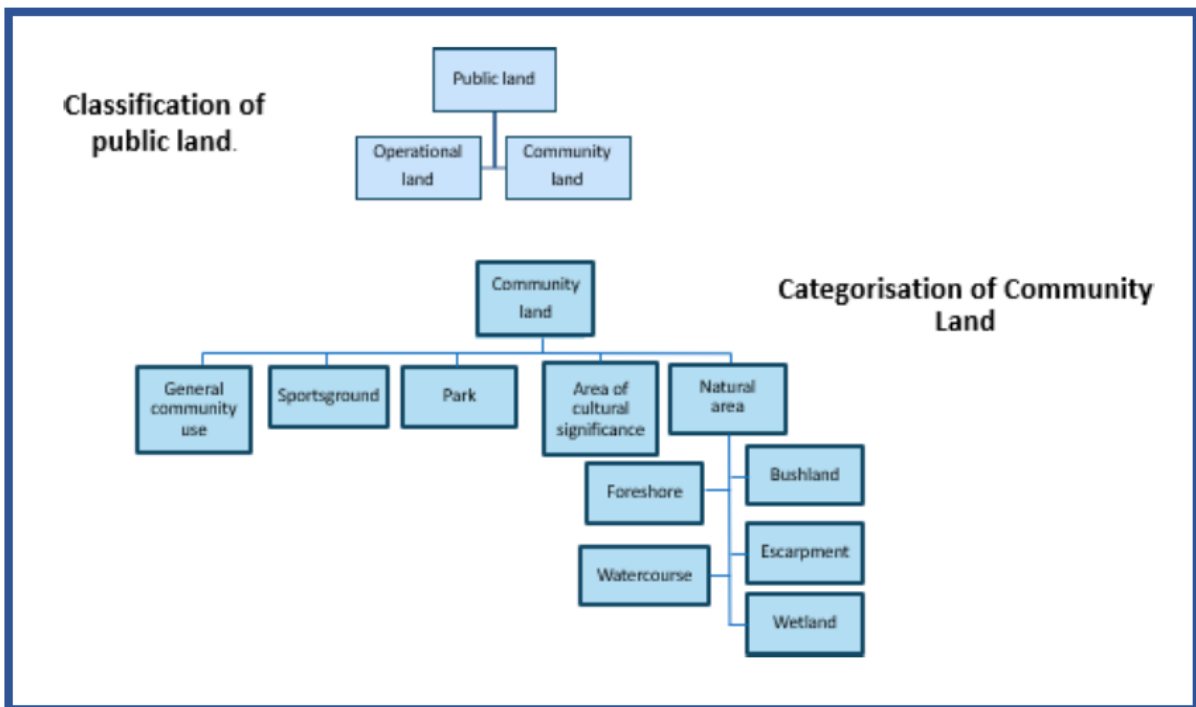 Classification of
public land.
Public land
Operational
land
Community
land
Community
land
Categorisation of Community
Land
General
community
use
Sportsground
Park
Area of
cultural
significance
Natural
area
Foreshore
Bushland
Watercourse
Escarpment
Wetland